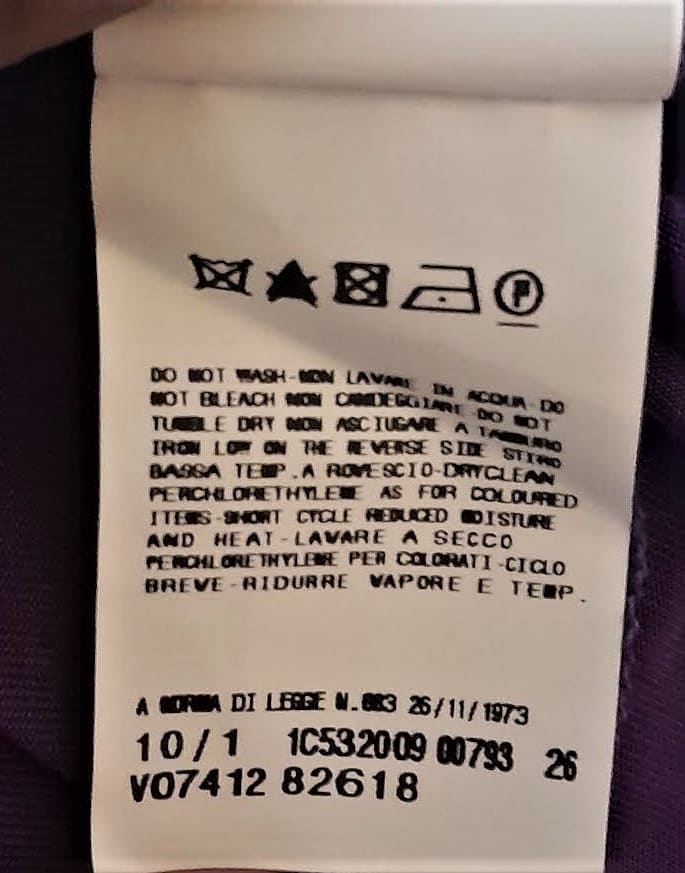 P
DO NOT WASH-NON LAVARE IN ACQUA-DO
NOT BLEACH NON CANDEGGIARE DO NOT
TUMBLE DRY NON ASCIUGARE A TAMBURO
IRON LOW ON THE REVERSE SIDE STIRO
BASSA TEMP.A ROVESCIO-DRYCLEAN
PERCHLORETHYLENE AS FOR COLOURED
ITEMS-SHORT CYCLE REDUCED MOISTURE
AND HEAT-LAVARE A SECCO
PERCHLORETHYLENE PER COLORATI-CICLO
BREVE-RIDURRE VAPORE E TEMP.
A NORMA DI LEGGE N.883 26/11/1973
10/1 1C532009 00793 26
V07412 82618